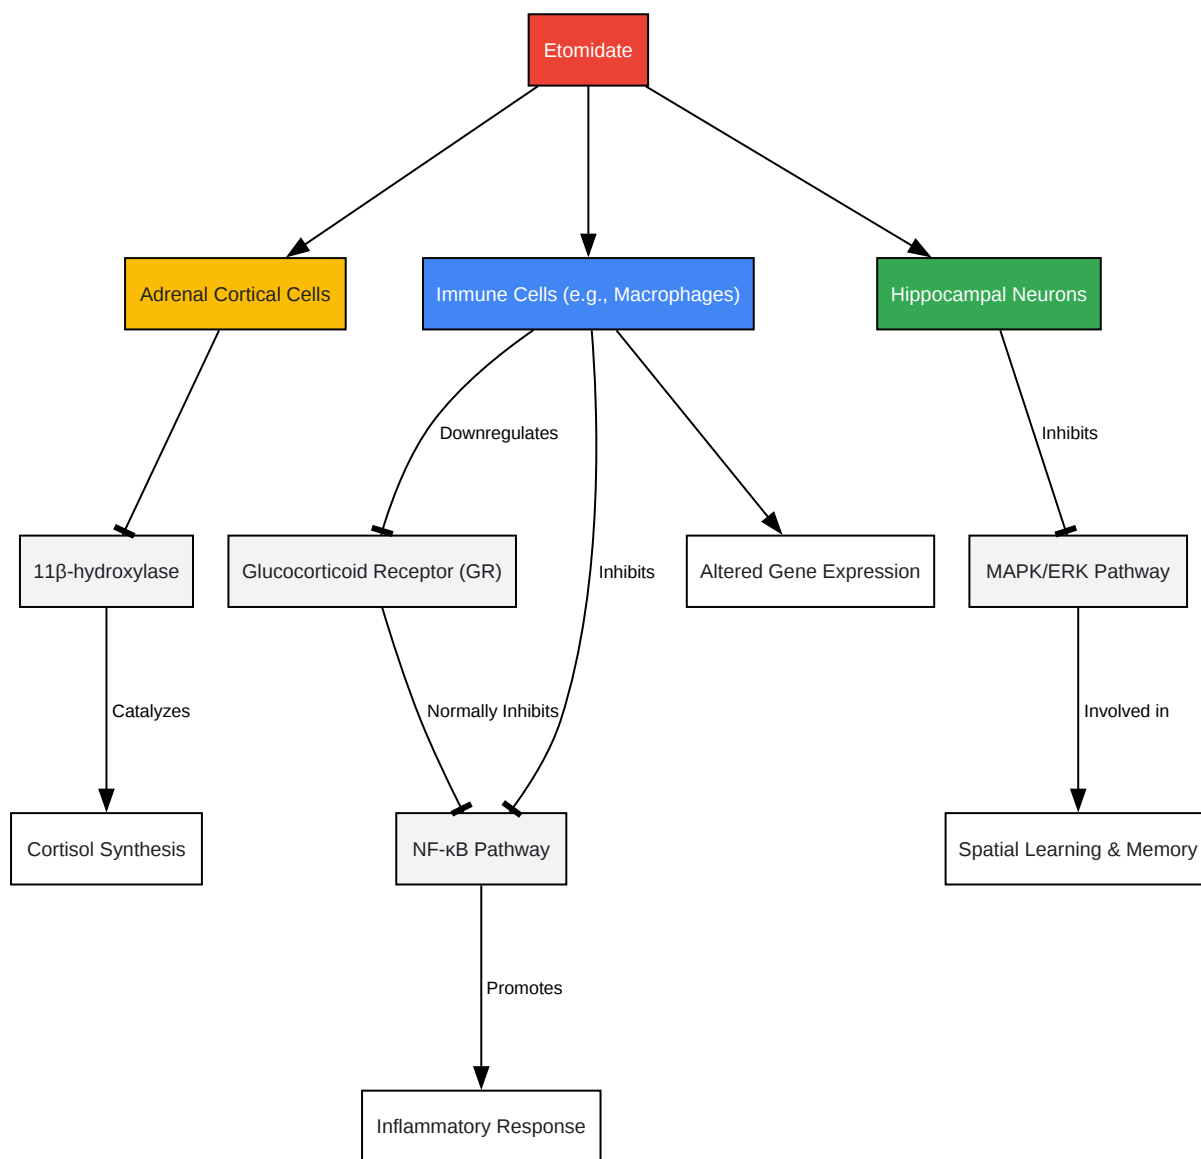 Etomidate
Adrenal Cortical Cells
Immune Cells (e.g., Macrophages)
Hippocampal Neurons
Downregulates
Inhibits
11β-hydroxylase
Glucocorticoid Receptor (GR)
Inhibits
Altered Gene Expression
MAPK/ERK Pathway
Catalyzes
Normally Inhibits
Involved in
Cortisol Synthesis
NF-κB Pathway
Spatial Learning & Memory
Promotes
Inflammatory Response